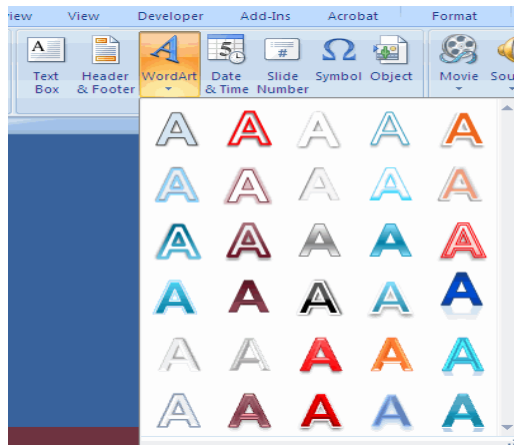 view View Developer Add-Ins Acrobat Format
A 5 #
Text Header WordArt Date Slide Symbol Object Movie
Box & Footer & Time Number
A A A A A
A A A A A
A A A A A
A A A A A
A A A A A
A A A A A